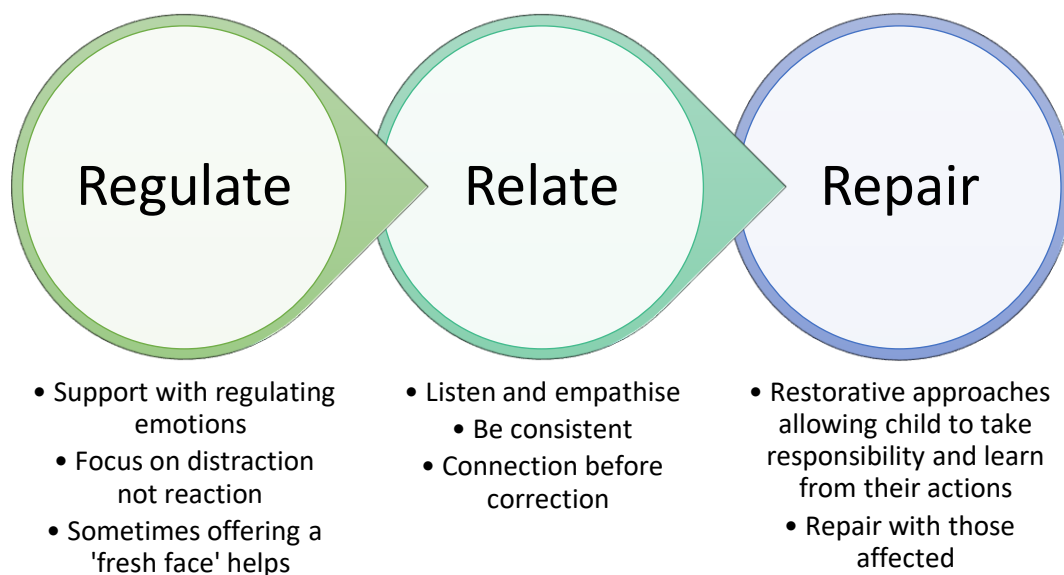 Regulate
• Support with regulating
emotions
• Focus on distraction
not reaction
• Sometimes offering a
'fresh face' helps
Relate
• Listen and empathise
• Be consistent
• Connection before
correction
Repair
• Restorative approaches
allowing child to take
responsibility and learn
from their actions
• Repair with those
affected